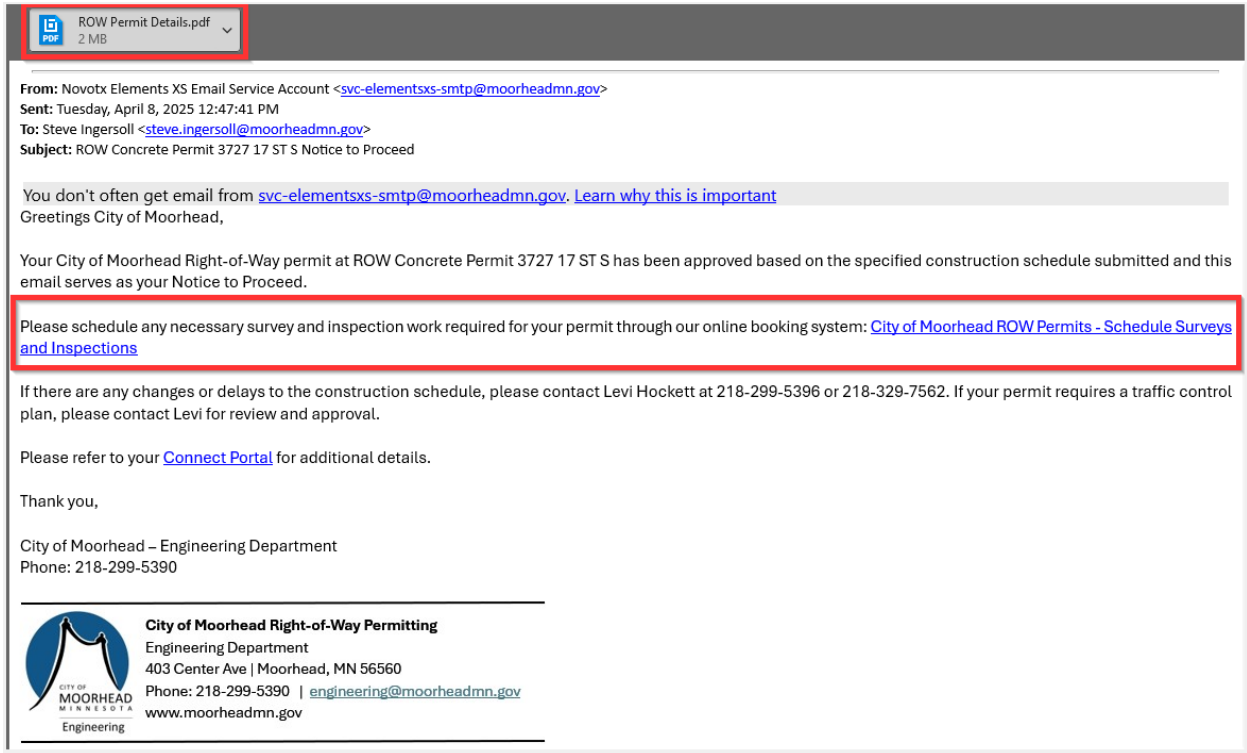 ROW Permit Details.pdf
PDF
2 MB
From: Novotx Elements XS Email Service Account <svc-elementsxs-smtp@moorheadmn.gov>
Sent: Tuesday, April 8, 2025 12:47:41 PM
To: Steve Ingersoll <steve.ingersoll@moorheadmn.gov>
Subject: ROW Concrete Permit 3727 17 ST S Notice to Proceed
You don't often get email from svc-elementsxs-smtp@moorheadmn.gov. Learn why this is important
Greetings City of Moorhead,
Your City of Moorhead Right-of-Way permit at ROW Concrete Permit 3727 17 ST S has been approved based on the specified construction schedule submitted and this
email serves as your Notice to Proceed.
Please schedule any necessary survey and inspection work required for your permit through our online booking system: City of Moorhead ROW Permits - Schedule Surveys
and Inspections
If there are any changes or delays to the construction schedule, please contact Levi Hockett at 218-299-5396 or 218-329-7562. If your permit requires a traffic control
plan, please contact Levi for review and approval.
Please refer to your Connect Portal for additional details.
Thank you,
City of Moorhead – Engineering Department
Phone: 218-299-5390
CITY OF
MOORHEAD
MINNESOTA
Engineering
City of Moorhead Right-of-Way Permitting
Engineering Department
403 Center Ave | Moorhead, MN 56560
Phone: 218-299-5390 | engineering@moorheadmn.gov
www.moorheadmn.gov